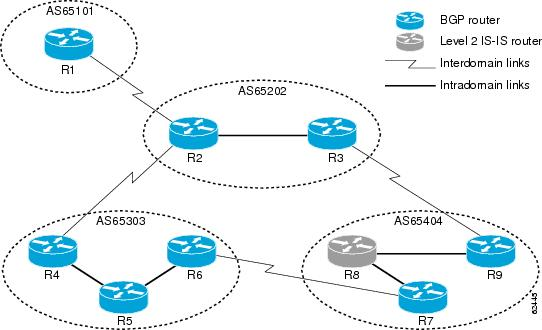 AS65101
R1
BGP router
Level 2 IS-IS router
Interdomain links
Intradomain links
AS65202
R2
R3
AS65303
R4
R5
R6
AS65404
R8
R9
R7
62445